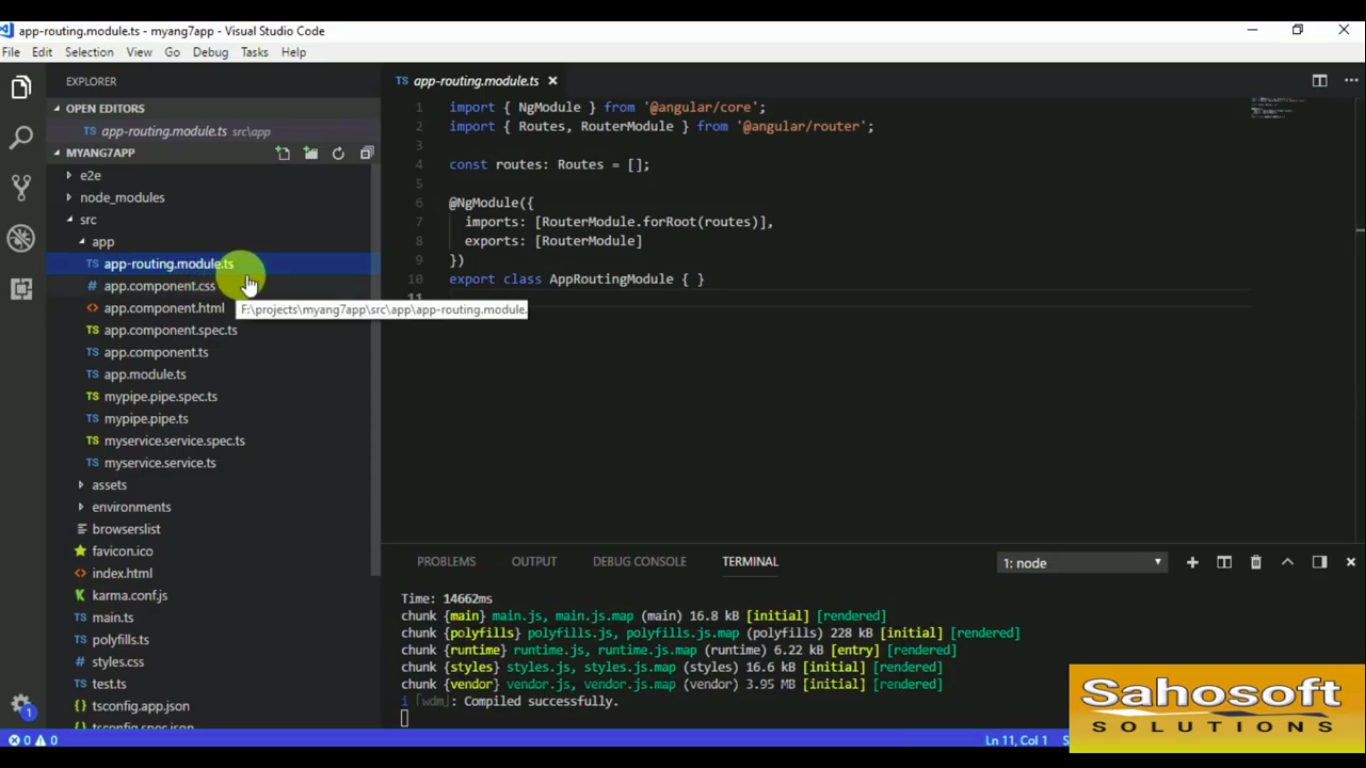 app-routing.module.ts - myang7app - Visual Studio Code
File Edit Selection View Go Debug Tasks Help
EXPLORER
OPEN EDITORS
TS app-routing.module.ts src\app
MYANG7APP
e2e
node_modules
src
app
TS app-routing.module.ts
# app.component.css
<> app.component.html
TS app.component.spec.ts
TS app.component.ts
TS app.module.ts
TS mypipe.pipe.spec.ts
TS mypipe.pipe.ts
TS myservice.service.spec.ts
TS myservice.service.ts
assets
environments
browserslist
favicon.ico
<> index.html
K karma.conf.js
TS main.ts
TS polyfills.ts
# styles.css
TS test.ts
{} tsconfig.app.json
{} tsconfig.spec.json
F:\projects\myang7app\src\app\app-routing.module.
TS app-routing.module.ts
1 import { NgModule } from '@angular/core';
2 import { Routes, RouterModule } from '@angular/router';
3
4 const routes: Routes = [];
5
6 @NgModule({
7 imports: [RouterModule.forRoot(routes)],
8 exports: [RouterModule]
9 })
10 export class AppRoutingModule { }
11
PROBLEMS OUTPUT DEBUG CONSOLE TERMINAL
1: node
Time: 14662ms
chunk {main} main.js, main.js.map (main) 16.8 kB [initial] [rendered]
chunk {polyfills} polyfills.js, polyfills.js.map (polyfills) 228 kB [initial] [rendered]
chunk {runtime} runtime.js, runtime.js.map (runtime) 6.22 kB [entry] [rendered]
chunk {styles} styles.js, styles.js.map (styles) 16.6 kB [initial] [rendered]
chunk {vendor} vendor.js, vendor.js.map (vendor) 3.95 MB [initial] [rendered]
i ｢wdm｣: Compiled successfully.
1
0 0
Ln 11, Col 1
Sahosoft
SOLUTIONS